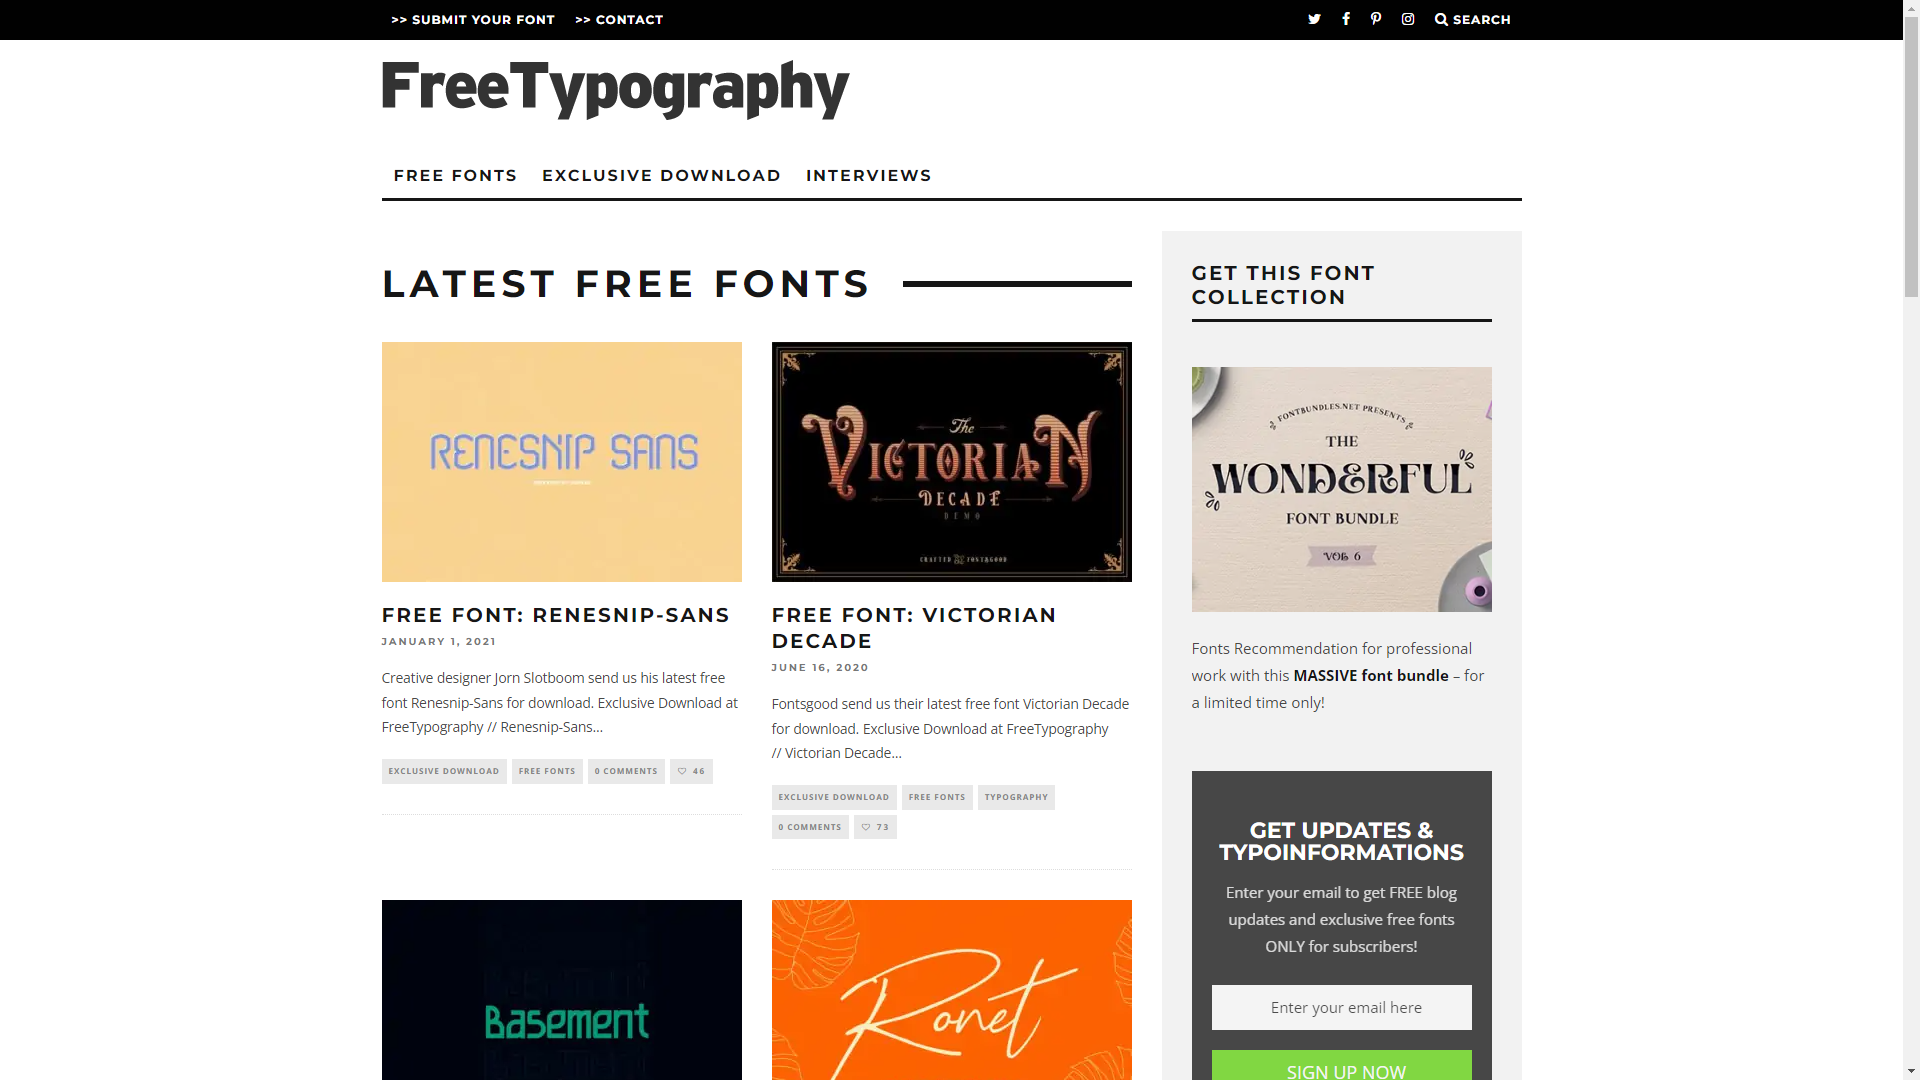 >> SUBMIT YOUR FONT >> CONTACT SEARCH
FreeTypography
FREE FONTS EXCLUSIVE DOWNLOAD INTERVIEWS
LATEST FREE FONTS
RENESNIP SANS
FREE FONT: RENESNIP-SANS
JANUARY 1, 2021
Creative designer Jorn Slotboom send us his latest free
font Renesnip-Sans for download. Exclusive Download at
FreeTypography // Renesnip-Sans...
EXCLUSIVE DOWNLOAD FREE FONTS 0 COMMENTS 46
The
VICTORIAN
DECADE
DEMO
CRAFTED FONTSGOOD
FREE FONT: VICTORIAN
DECADE
JUNE 16, 2020
Fontsgood send us their latest free font Victorian Decade
for download. Exclusive Download at FreeTypography
// Victorian Decade...
EXCLUSIVE DOWNLOAD FREE FONTS TYPOGRAPHY
0 COMMENTS 73
Basement
Ronet
GET THIS FONT
COLLECTION
FONTBUNDLES.NET PRESENTS
THE
WONDERFUL
FONT BUNDLE
VOL 6
Fonts Recommendation for professional
work with this MASSIVE font bundle – for
a limited time only!
GET UPDATES &
TYPOINFORMATIONS
Enter your email to get FREE blog
updates and exclusive free fonts
ONLY for subscribers!
Enter your email here
SIGN UP NOW